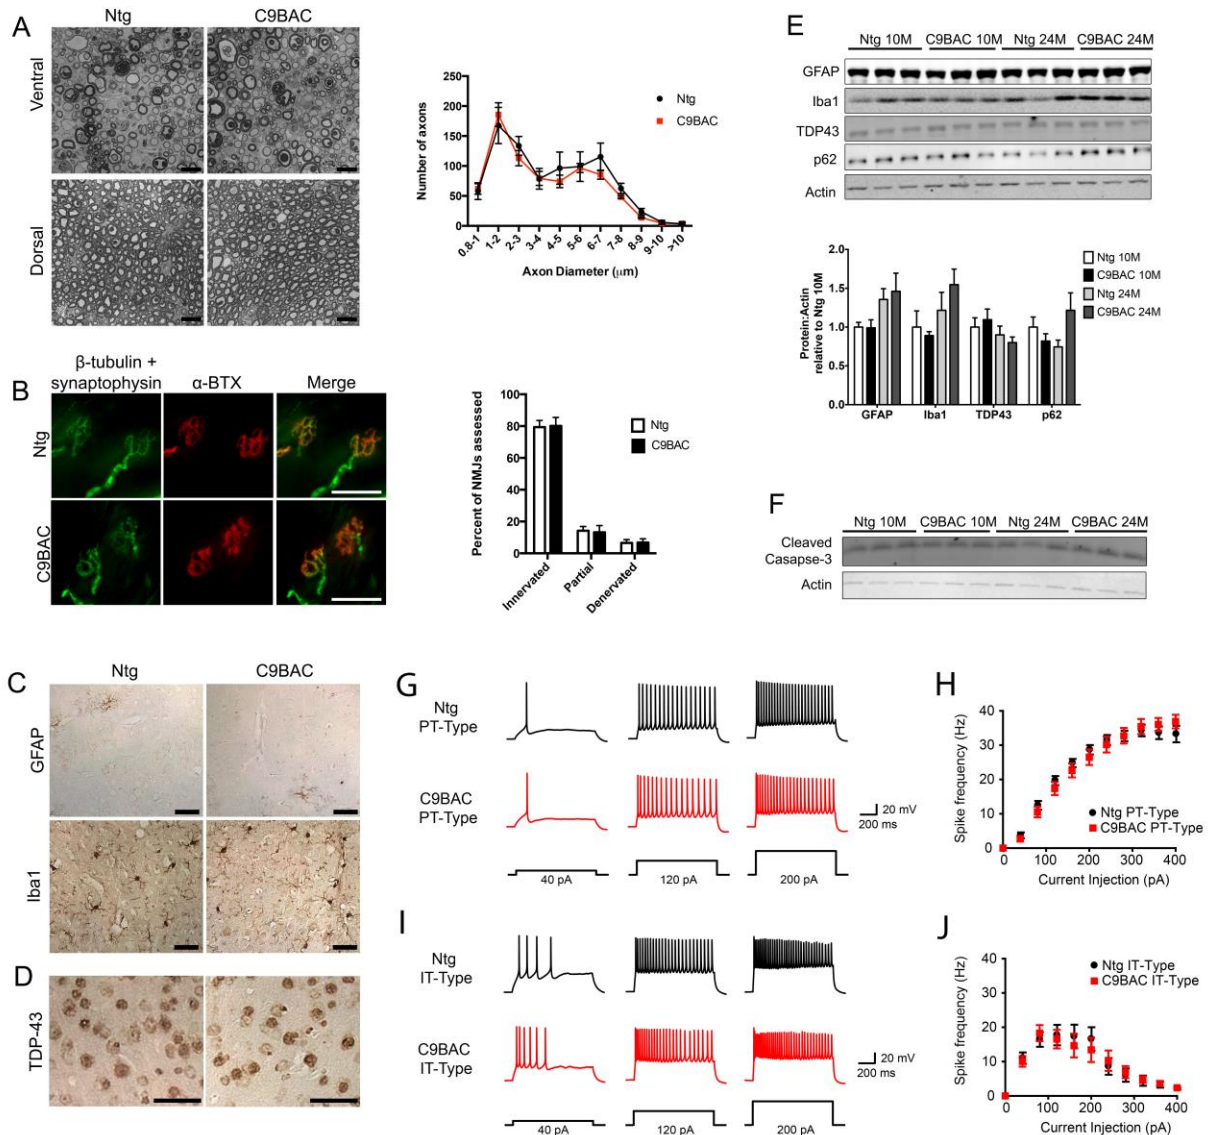 A
Ntg
C9BAC
Ventral
Dorsal
Number of axons
250
200
150
100
50
0
0.8-1
1-2
2-3
3-4
4-5
5-6
6-7
7-8
8-9
9-10
>10
Axon Diameter (μm)
Ntg
C9BAC
B
β-tubulin +
synaptophysin
α-BTX
Merge
Ntg
C9BAC
Percent of NMJs assessed
100
80
60
40
20
0
Innervated
Partial
Denervated
Ntg
C9BAC
C
Ntg
C9BAC
GFAP
Iba1
D
TDP-43
E
Ntg 10M
C9BAC 10M
Ntg 24M
C9BAC 24M
GFAP
Iba1
TDP43
p62
Actin
Protein:Actin
relative to Ntg 10M
2.0
1.5
1.0
0.5
0.0
GFAP
Iba1
TDP43
p62
Ntg 10M
C9BAC 10M
Ntg 24M
C9BAC 24M
F
Ntg 10M
C9BAC 10M
Ntg 24M
C9BAC 24M
Cleaved
Casapse-3
Actin
G
Ntg
PT-Type
C9BAC
PT-Type
20 mV
200 ms
40 pA
120 pA
200 pA
H
Spike frequency (Hz)
40
30
20
10
0
0
100
200
300
400
Current Injection (pA)
Ntg PT-Type
C9BAC PT-Type
I
Ntg
IT-Type
C9BAC
IT-Type
20 mV
200 ms
40 pA
120 pA
200 pA
J
Spike frequency (Hz)
40
30
20
10
0
0
100
200
300
400
Current Injection (pA)
Ntg IT-Type
C9BAC IT-Type